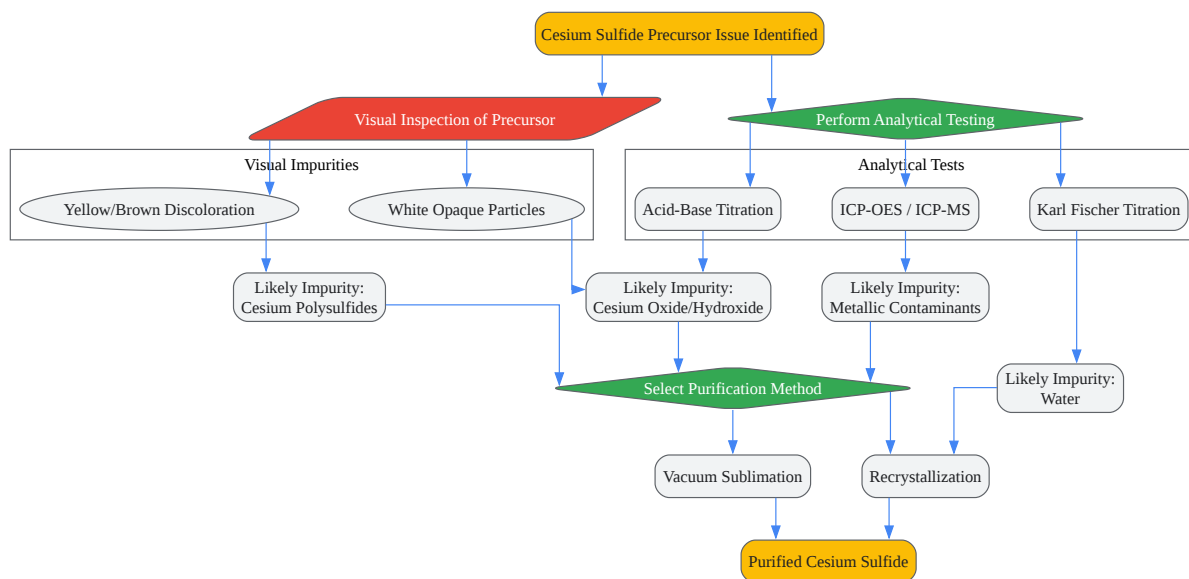 Cesium Sulfide Precursor Issue Identified
Visual Inspection of Precursor
Perform Analytical Testing
Visual Impurities
Analytical Tests
Yellow/Brown Discoloration
White Opaque Particles
Acid-Base Titration
ICP-OES / ICP-MS
Karl Fischer Titration
Likely Impurity:
Cesium Polysulfides
Likely Impurity:
Cesium Oxide/Hydroxide
Likely Impurity:
Metallic Contaminants
Likely Impurity:
Water
Select Purification Method
Vacuum Sublimation
Recrystallization
Purified Cesium Sulfide